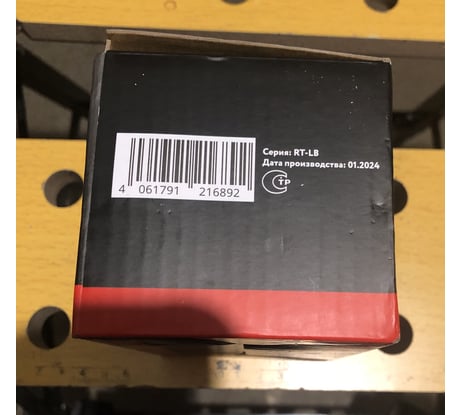 Серия: RT-LB
Дата производства: 01.2024
СТР
4 061791 216892